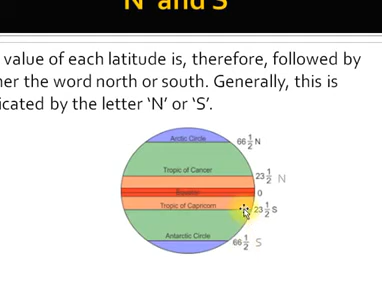 N and S
value of each latitude is, therefore, followed by
her the word north or south. Generally, this is
icated by the letter ‘N’ or ‘S’.
Arctic Circle 66 1/2 N
Tropic of Cancer 23 1/2 N
Equator 0
Tropic of Capricorn 23 1/2 S
Antarctic Circle 66 1/2 S